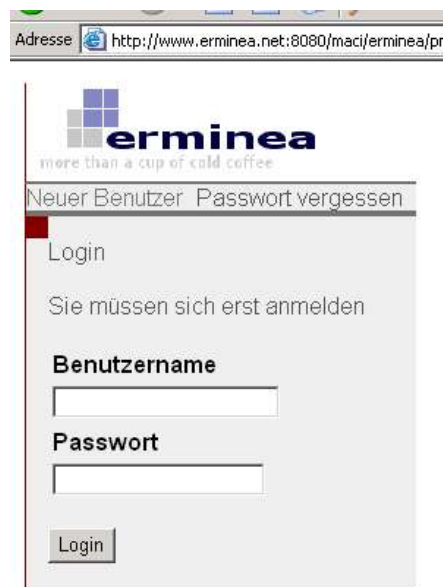 Adresse http://www.erminea.net:8080/maci/erminea/pr
erminea
more than a cup of cold coffee
Neuer Benutzer Passwort vergessen
Login
Sie müssen sich erst anmelden
Benutzername
Passwort
Login